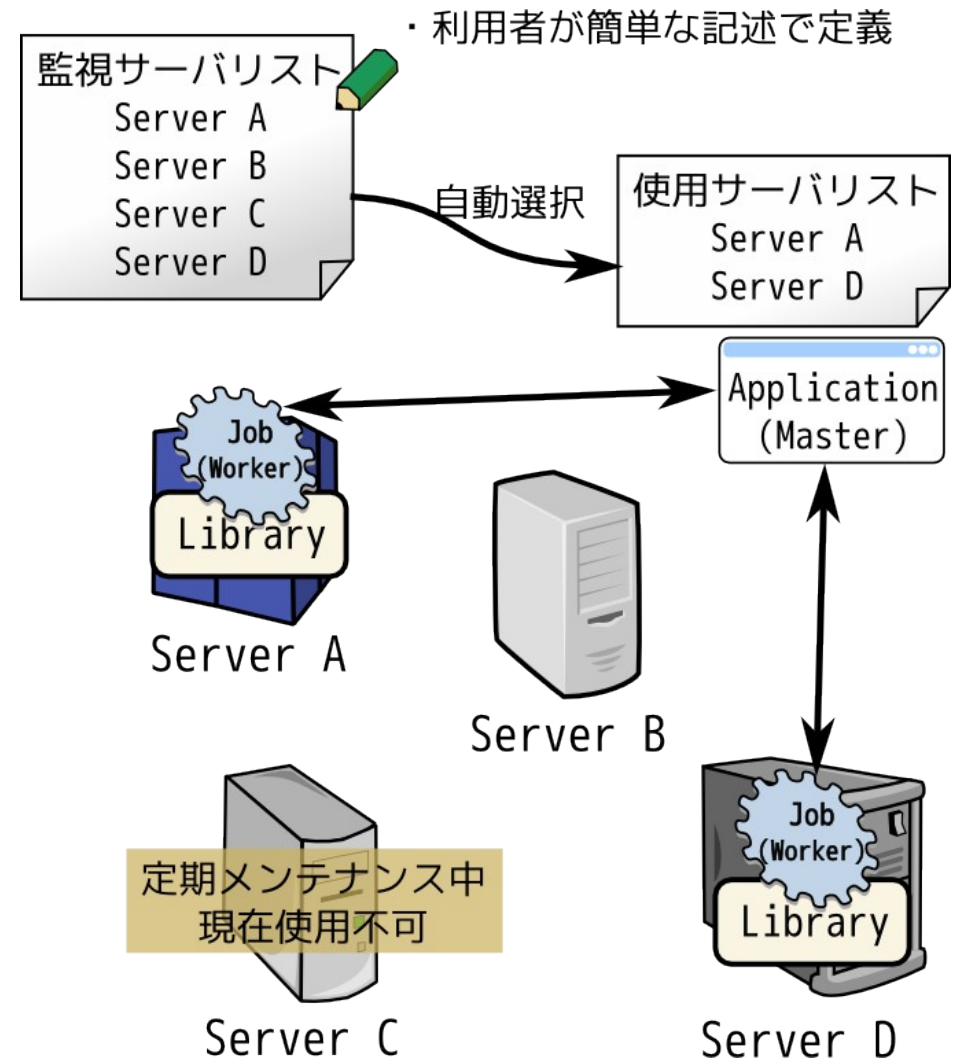 ・利用者が簡単な記述で定義
監視サーバリスト
Server A
Server B
Server C
Server D
自動選択
使用サーバリスト
Server A
Server D
Application
(Master)
Job
(Worker)
Library
Server A
Server B
定期メンテナンス中
現在使用不可
Server C
Job
(Worker)
Library
Server D